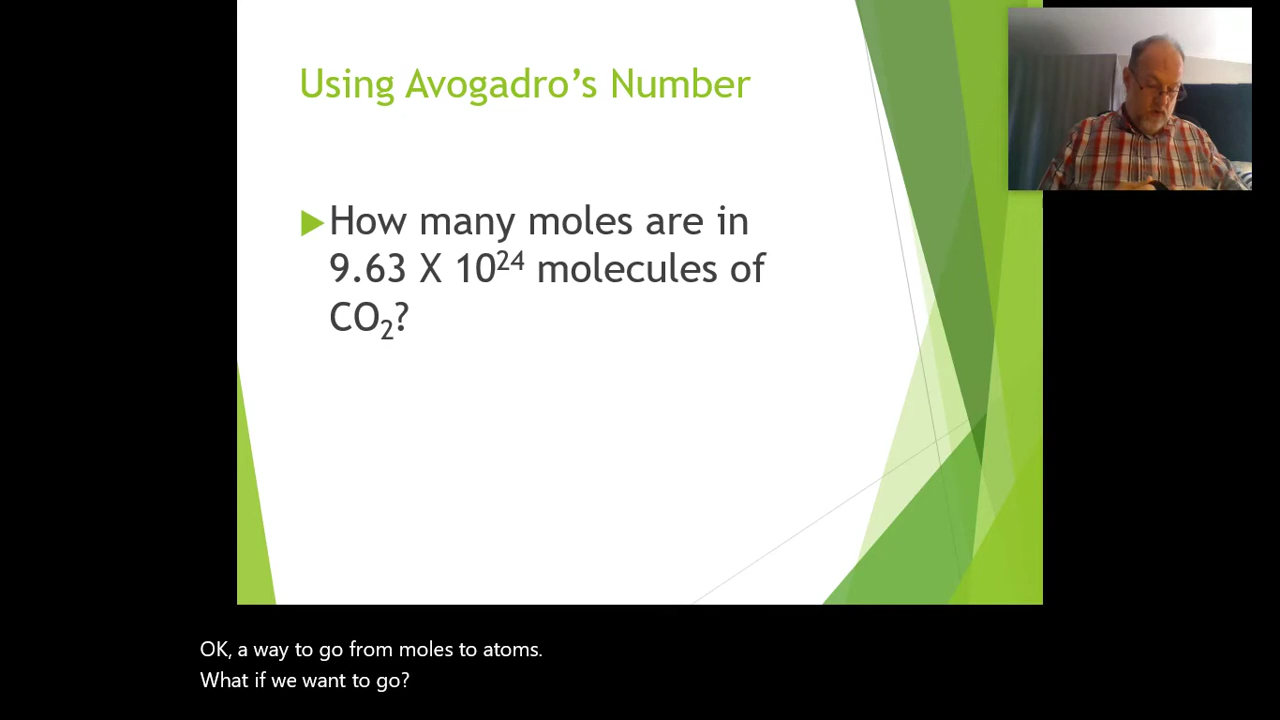 Using Avogadro’s Number
How many moles are in
9.63 X 10²⁴ molecules of
CO₂?
OK, a way to go from moles to atoms.
What if we want to go?